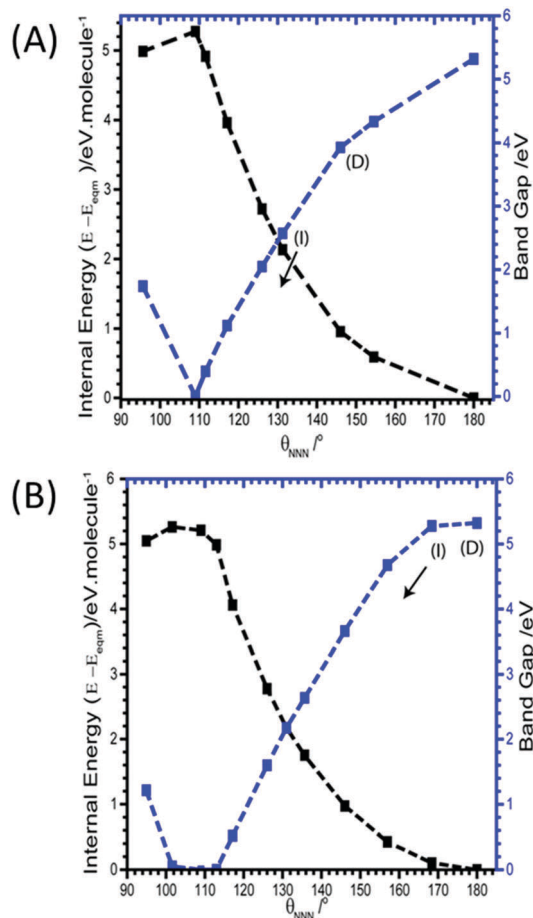 (A)
Internal Energy (E −E_eqm)/eV.molecule⁻¹
5
4
3
2
1
0
(D)
(I)
6
5
4
3
2
1
0
Band Gap /eV
90 100 110 120 130 140 150 160 170 180
θ_NNN /°
(B)
Internal Energy (E −E_eqm)/eV.molecule⁻¹
6
5
4
3
2
1
0
(I) (D)
6
5
4
3
2
1
0
Band Gap /eV
90 100 110 120 130 140 150 160 170 180
θ_NNN /°